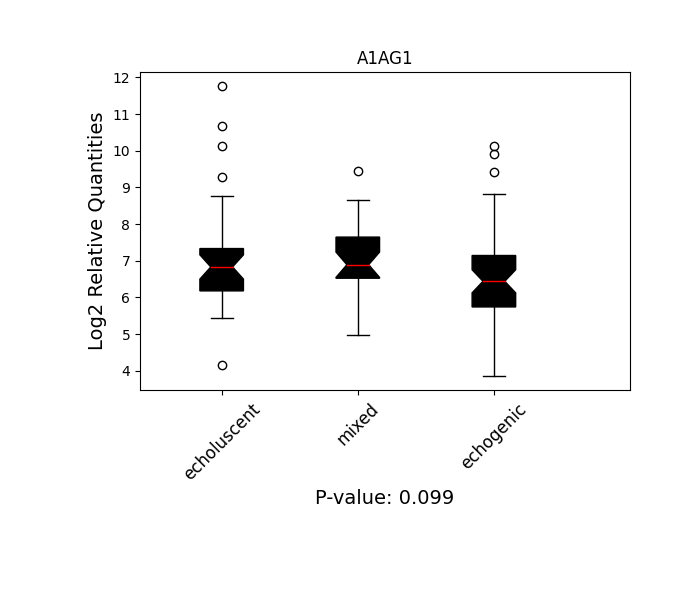 A1AG1
12
11
10
9
8
7
6
5
4
Log2 Relative Quantities
echoluscent
mixed
echogenic
P-value: 0.099